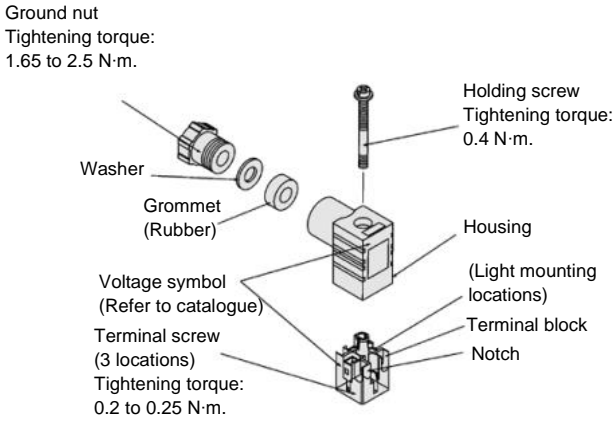 Ground nut
Tightening torque:
1.65 to 2.5 N·m.
Holding screw
Tightening torque:
0.4 N·m.
Washer
Grommet
(Rubber)
Housing
Voltage symbol
(Refer to catalogue)
(Light mounting
locations)
Terminal block
Notch
Terminal screw
(3 locations)
Tightening torque:
0.2 to 0.25 N·m.